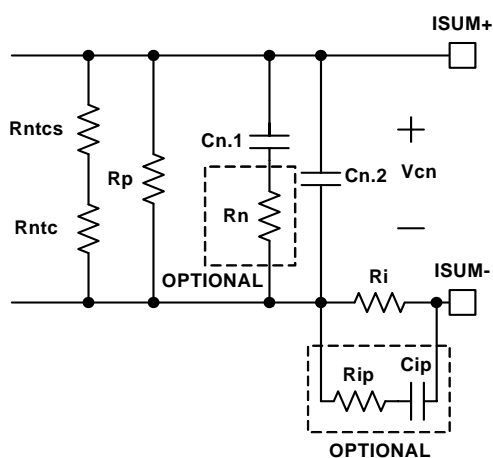 ISUM+
Rntcs
Cn.1
+
Rp
Cn.2
Vcn
Rntc
Rn
−
OPTIONAL
Ri
ISUM-
Rip
Cip
OPTIONAL